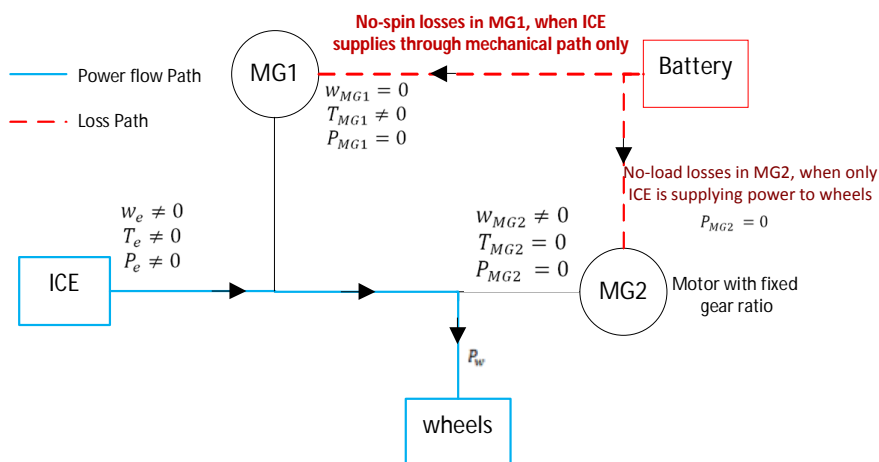 No-spin losses in MG1, when ICE
supplies through mechanical path only
Power flow Path
Loss Path
MG1
Battery
w_{MG1} = 0
T_{MG1} ≠ 0
P_{MG1} = 0
No-load losses in MG2, when only
ICE is supplying power to wheels
P_{MG2} = 0
w_e ≠ 0
T_e ≠ 0
P_e ≠ 0
w_{MG2} ≠ 0
T_{MG2} = 0
P_{MG2} = 0
ICE
MG2
Motor with fixed
gear ratio
P_w
wheels